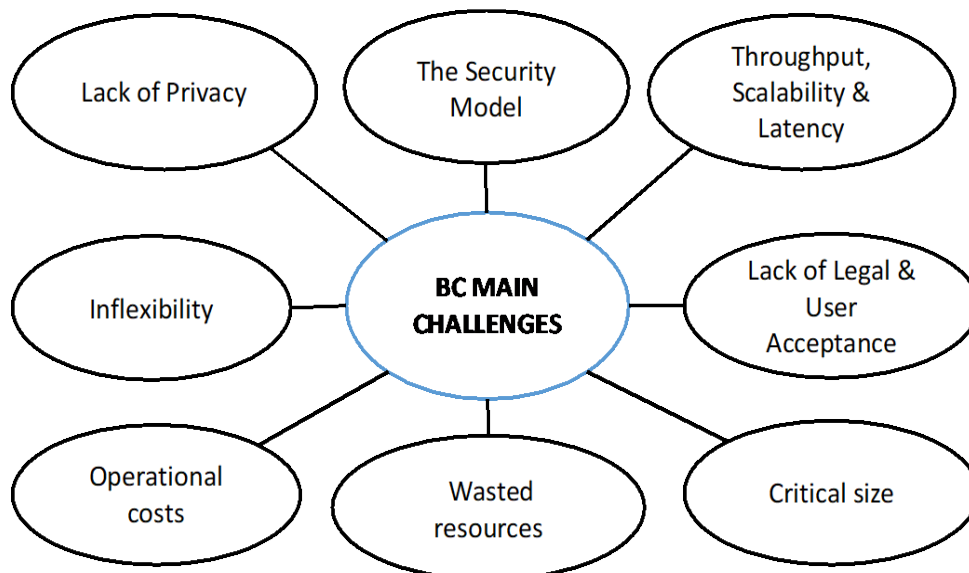 Lack of Privacy
The Security
Model
Throughput,
Scalability &
Latency
Inflexibility
BC MAIN
CHALLENGES
Lack of Legal &
User
Acceptance
Operational
costs
Wasted
resources
Critical size